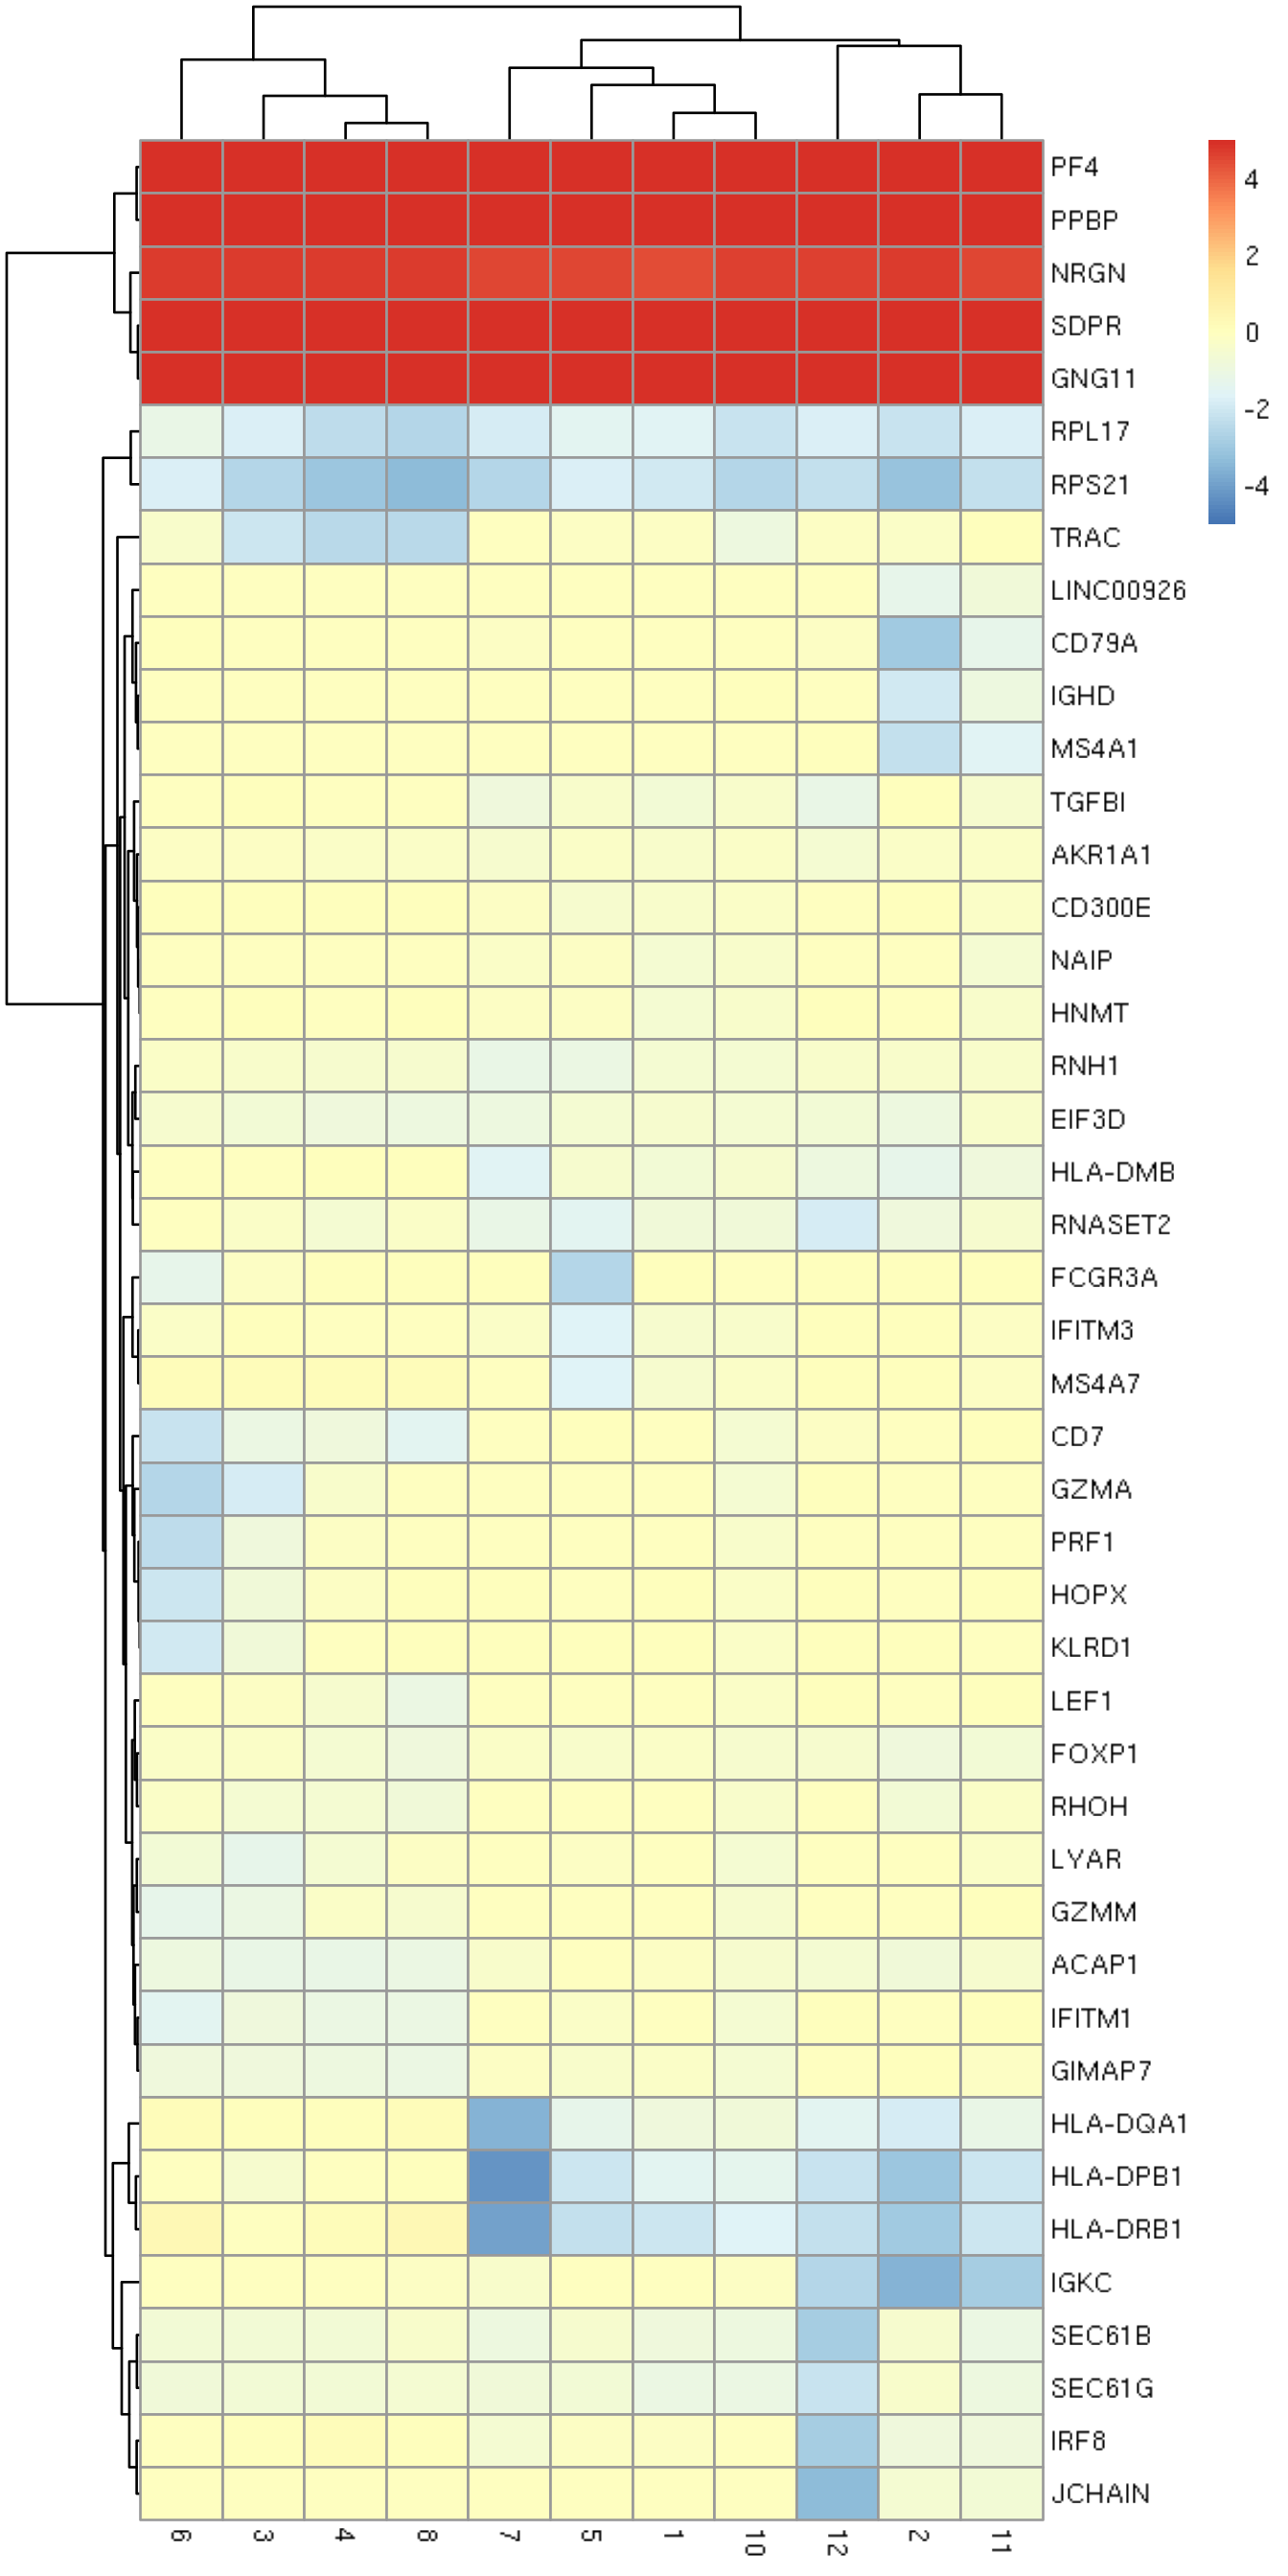 PF4
PPBP
NRGN
SDPR
GNG11
RPL17
RPS21
TRAC
LINC00926
CD79A
IGHD
MS4A1
TGFBI
AKR1A1
CD300E
NAIP
HNMT
RNH1
EIF3D
HLA-DMB
RNASET2
FCGR3A
IFITM3
MS4A7
CD7
GZMA
PRF1
HOPX
KLRD1
LEF1
FOXP1
RHOH
LYAR
GZMM
ACAP1
IFITM1
GIMAP7
HLA-DQA1
HLA-DPB1
HLA-DRB1
IGKC
SEC61B
SEC61G
IRF8
JCHAIN
6 3 4 8 7 5 1 10 12 2 11
4
2
0
-2
-4